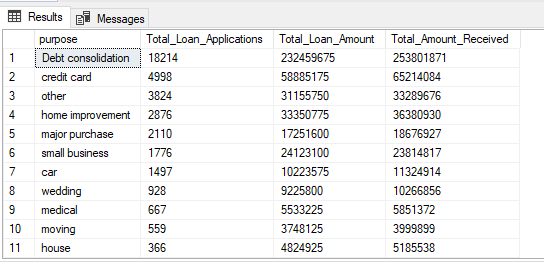 Results Messages
purpose Total_Loan_Applications Total_Loan_Amount Total_Amount_Received
1 Debt consolidation 18214 232459675 253801871
2 credit card 4998 58885175 65214084
3 other 3824 31155750 33289676
4 home improvement 2876 33350775 36380930
5 major purchase 2110 17251600 18676927
6 small business 1776 24123100 23814817
7 car 1497 10223575 11324914
8 wedding 928 9225800 10266856
9 medical 667 5533225 5851372
10 moving 559 3748125 3999899
11 house 366 4824925 5185538